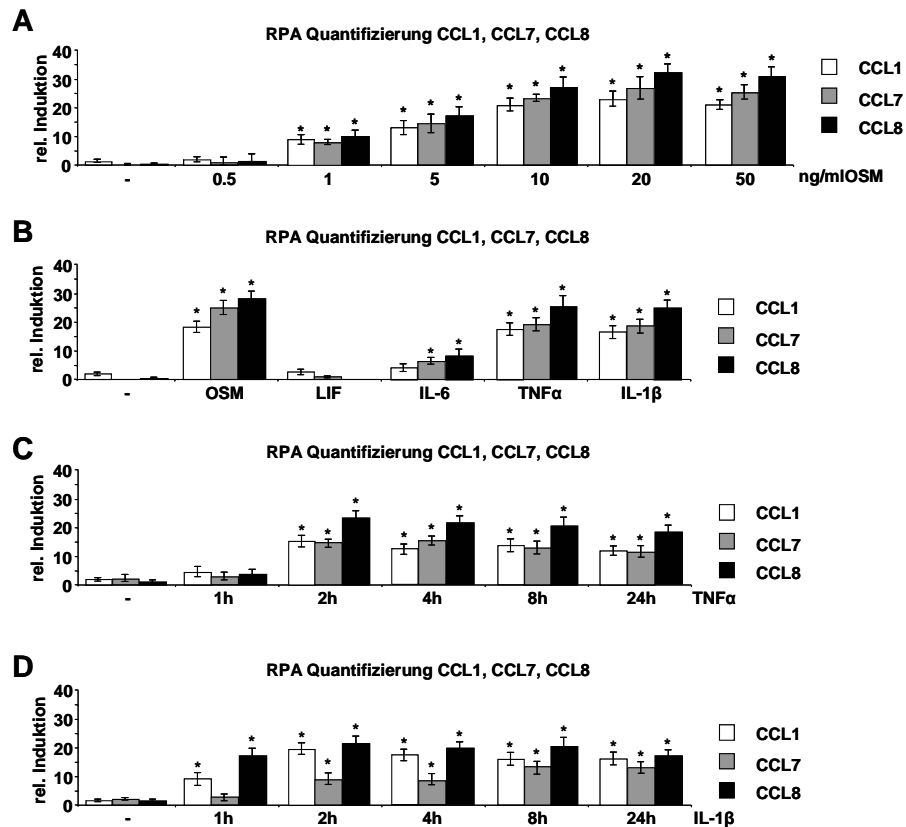 A
RPA Quantifizierung CCL1, CCL7, CCL8
rel. Induktion
40
30
20
10
0
CCL1
CCL7
CCL8
- 0.5 1 5 10 20 50 ng/mlOSM
* * * * * * * * * * * * * * *
B
RPA Quantifizierung CCL1, CCL7, CCL8
rel. Induktion
40
30
20
10
0
CCL1
CCL7
CCL8
* * * * * * * * * * *
- OSM LIF IL-6 TNFα IL-1β
C
RPA Quantifizierung CCL1, CCL7, CCL8
rel. Induktion
40
30
20
10
0
CCL1
CCL7
CCL8
* * * * * * * * * * * *
- 1h 2h 4h 8h 24h TNFα
D
RPA Quantifizierung CCL1, CCL7, CCL8
rel. Induktion
40
30
20
10
0
CCL1
CCL7
CCL8
* * * * * * * * * * * * * *
- 1h 2h 4h 8h 24h IL-1β